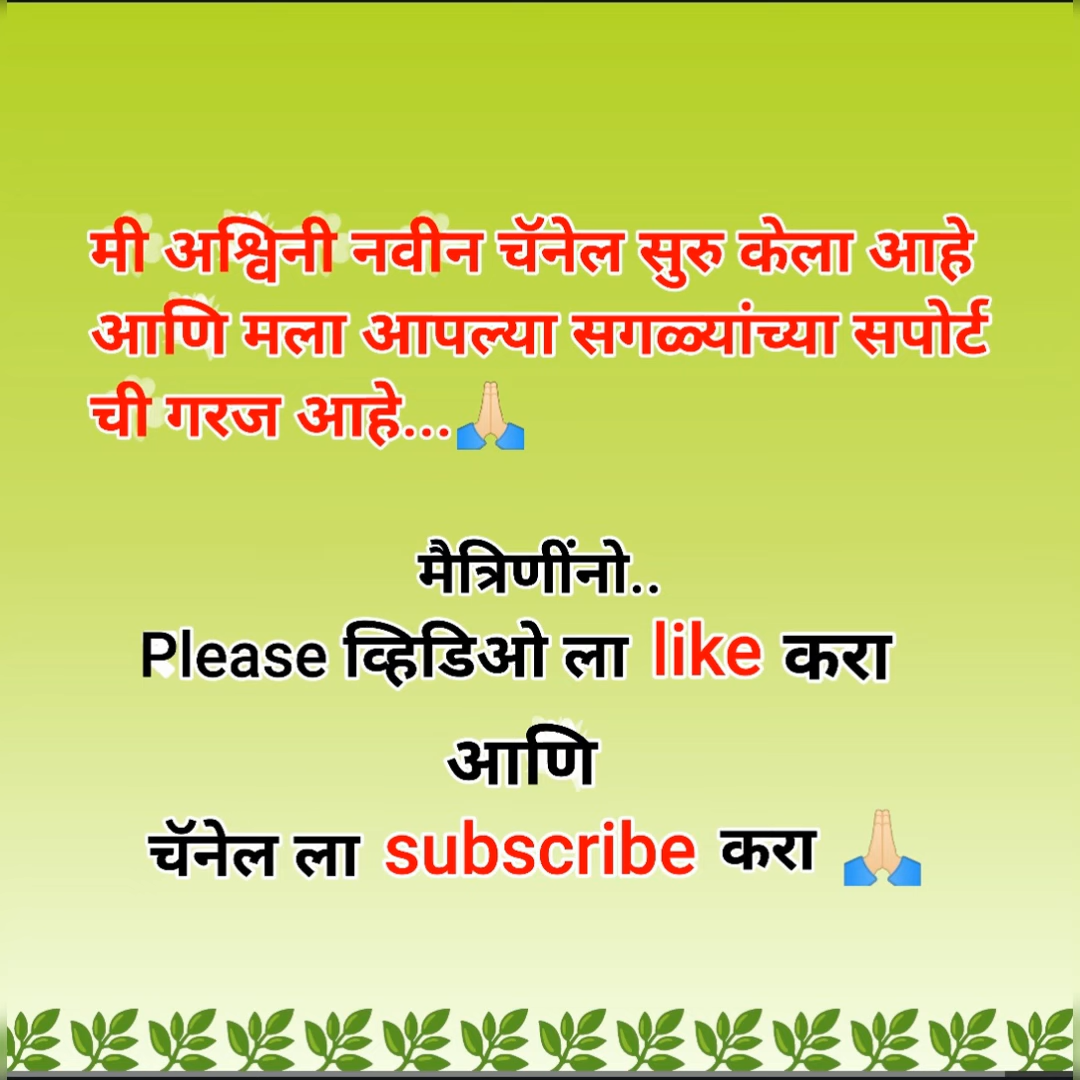 मी अश्विनी नवीन चॅनेल सुरु केला आहे
आणि मला आपल्या सगळ्यांच्या सपोर्ट
ची गरज आहे...🙏🏻
मैत्रिणींनो..
Please व्हिडिओ ला like करा
आणि
चॅनेल ला subscribe करा 🙏🏻